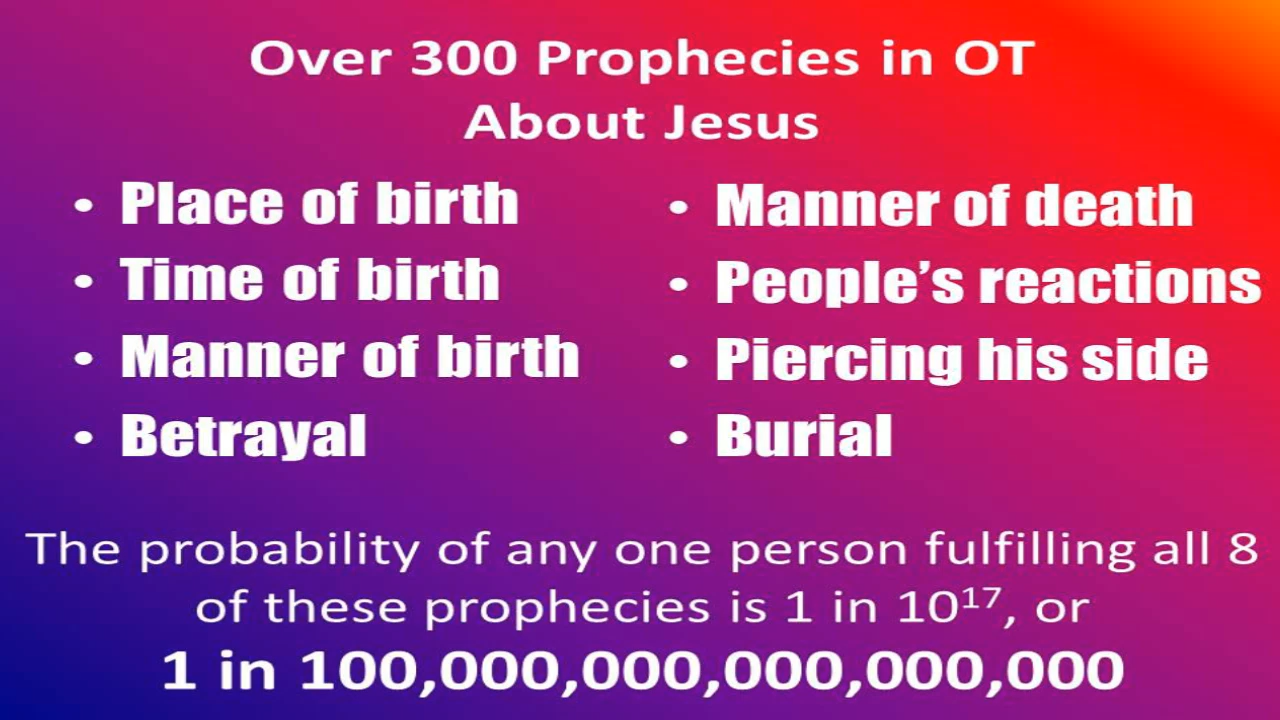 Over 300 Prophecies in OT
About Jesus
• Place of birth
• Time of birth
• Manner of birth
• Betrayal
• Manner of death
• People's reactions
• Piercing his side
• Burial
The probability of any one person fulfilling all 8
of these prophecies is 1 in 10¹⁷, or
1 in 100,000,000,000,000,000